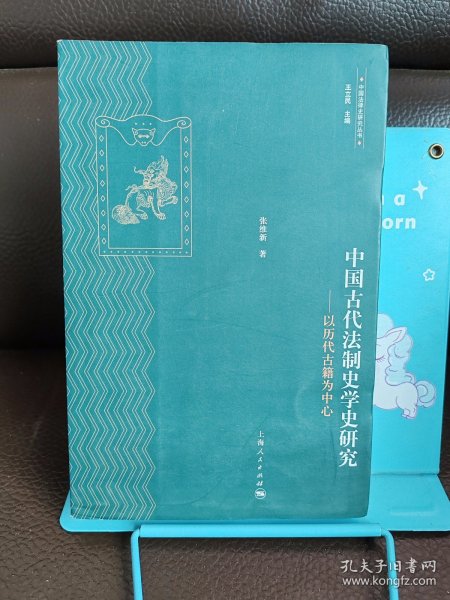 ＊中国法律史研究丛书＊
王立民 主编
张维新 著
中国古代法制史学史研究
——以历代古籍为中心
上海人民出版社
a
orn
孔夫子旧书网
www.kongfz.com